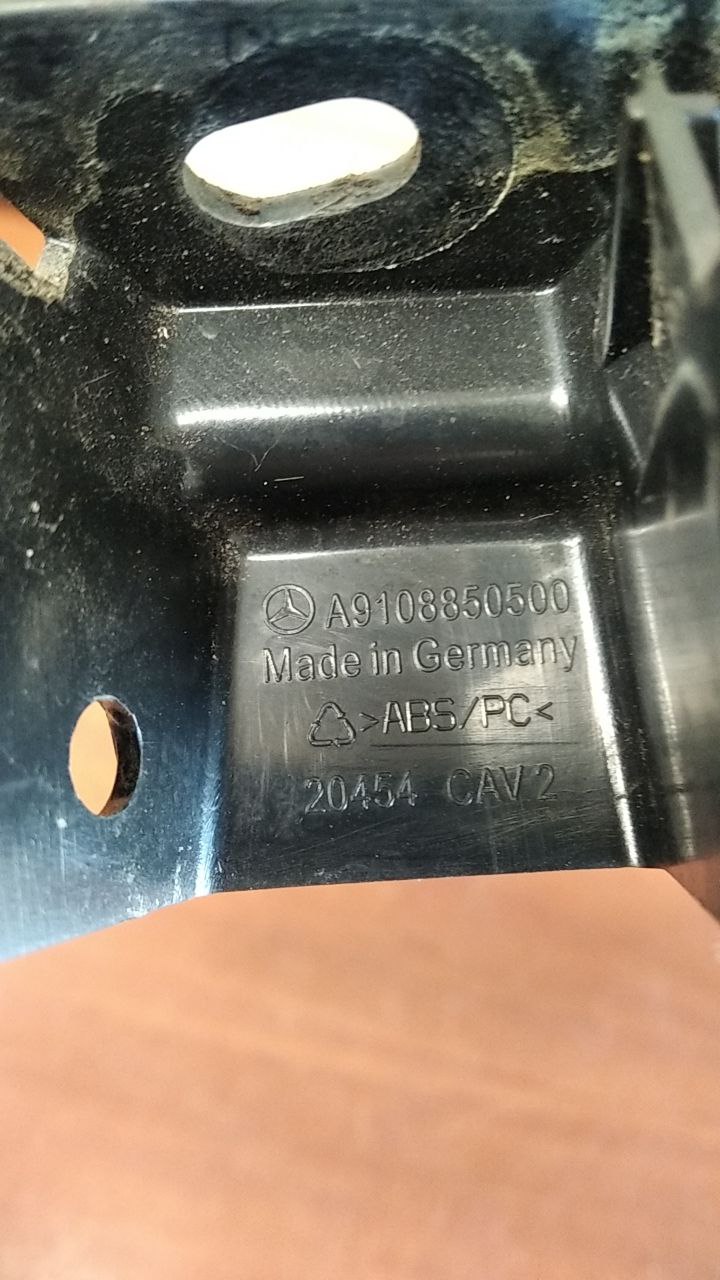 A9108850500
Made in Germany
>ABS/PC<
20454 CAV 2